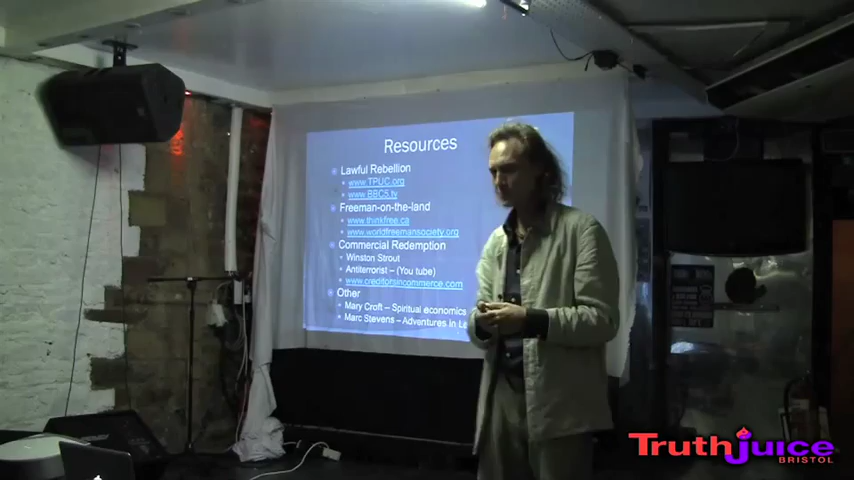 Resources
Lawful Rebellion
www.TPUC.org
www.BBC5.tv
Freeman-on-the-land
www.thinkfree.ca
www.worldfreemansociety.org
Commercial Redemption
Winston Strout
Antiterrorist – (You tube)
www.creditorsincommerce.com
Other
Mary Croft – Spiritual economics
Marc Stevens – Adventures in
Truthjuice
BRISTOL